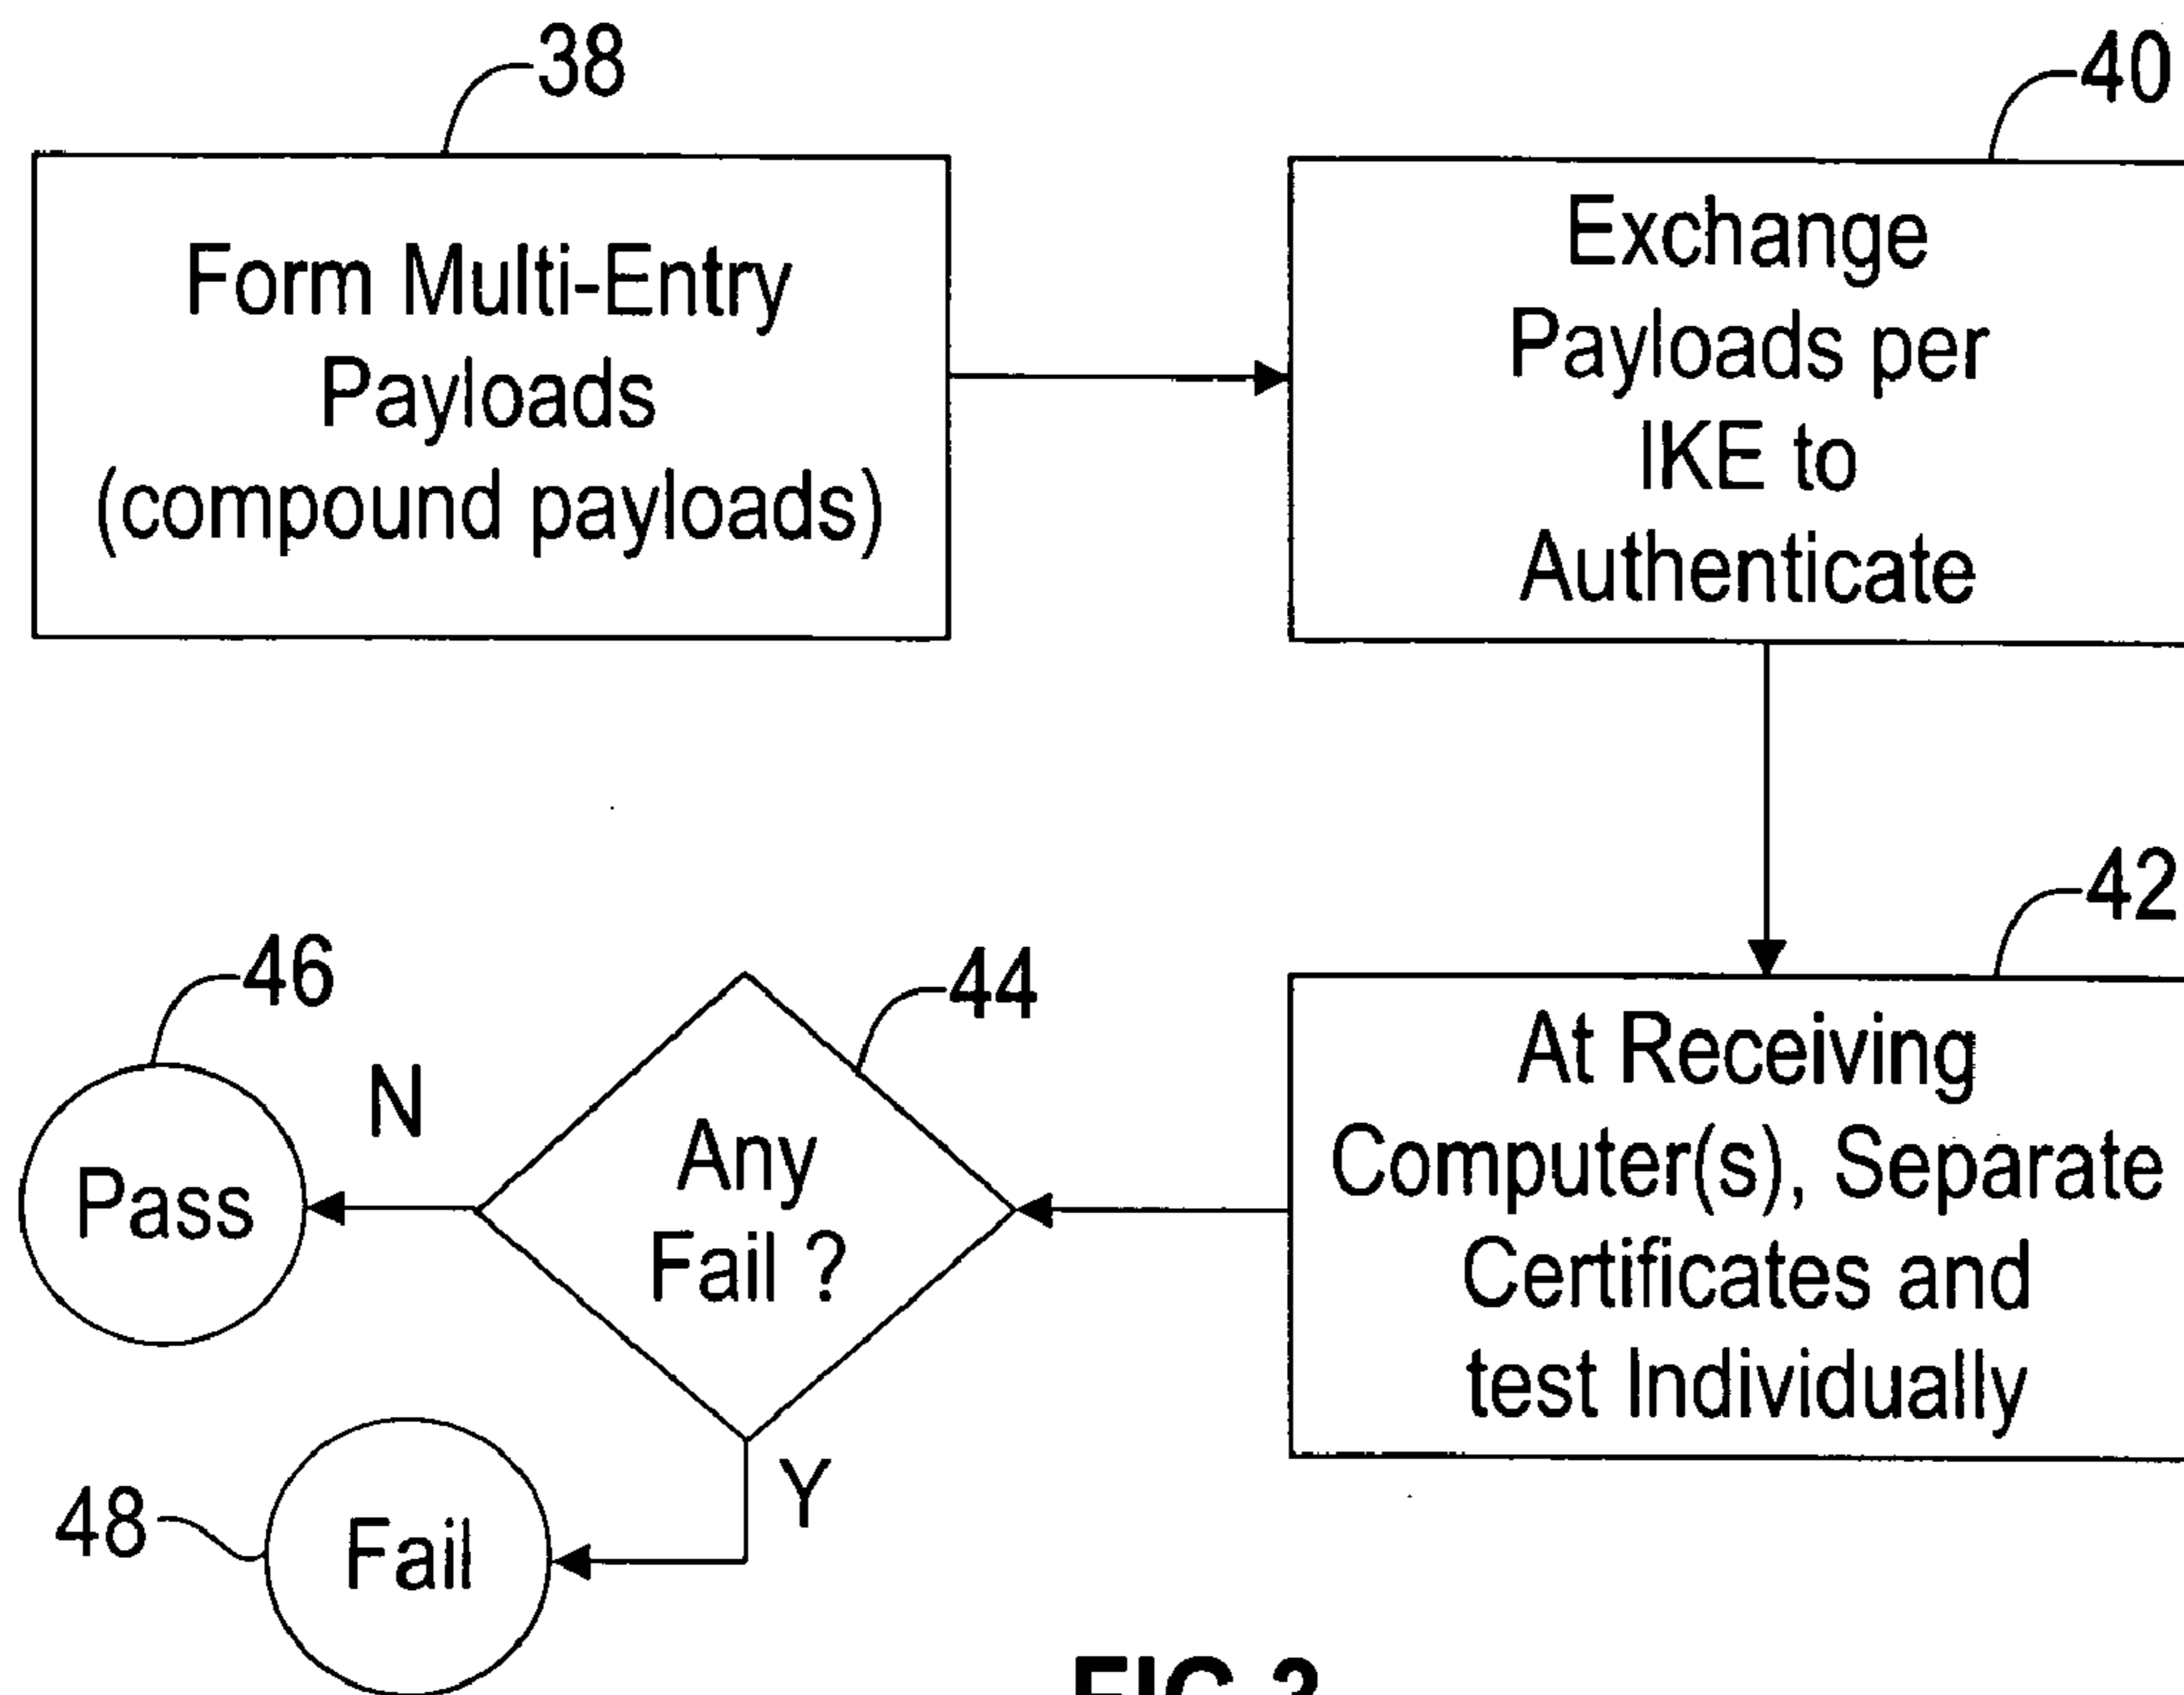 38
Form Multi-Entry
Payloads
(compound payloads)
40
Exchange
Payloads per
IKE to
Authenticate
42
At Receiving
Computer(s), Separate
Certificates and
test Individually
44
Any
Fail ?
N
46
Pass
Y
48
Fail